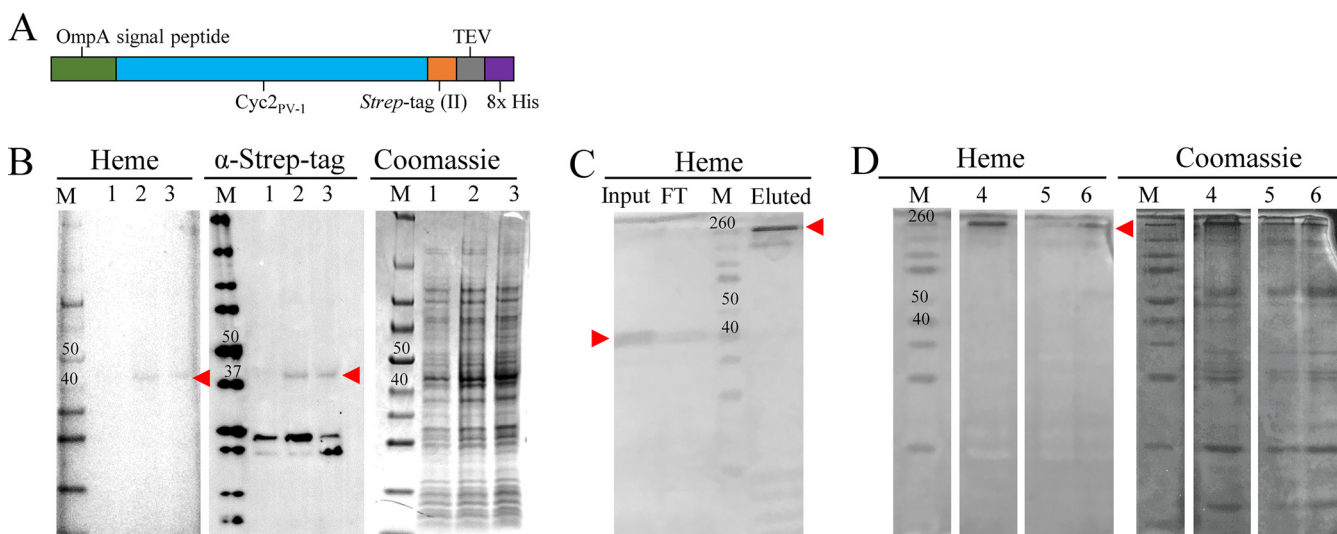 A
OmpA signal peptide
TEV
Cyc2PV-1
Strep-tag (II)
8x His
B
Heme
α-Strep-tag
Coomassie
M 1 2 3
M 1 2 3
M 1 2 3
50
40
50
37
50
40
C
Heme
Input FT M Eluted
260
50
40
D
Heme
Coomassie
M 4 5 6
M 4 5 6
260
50
40